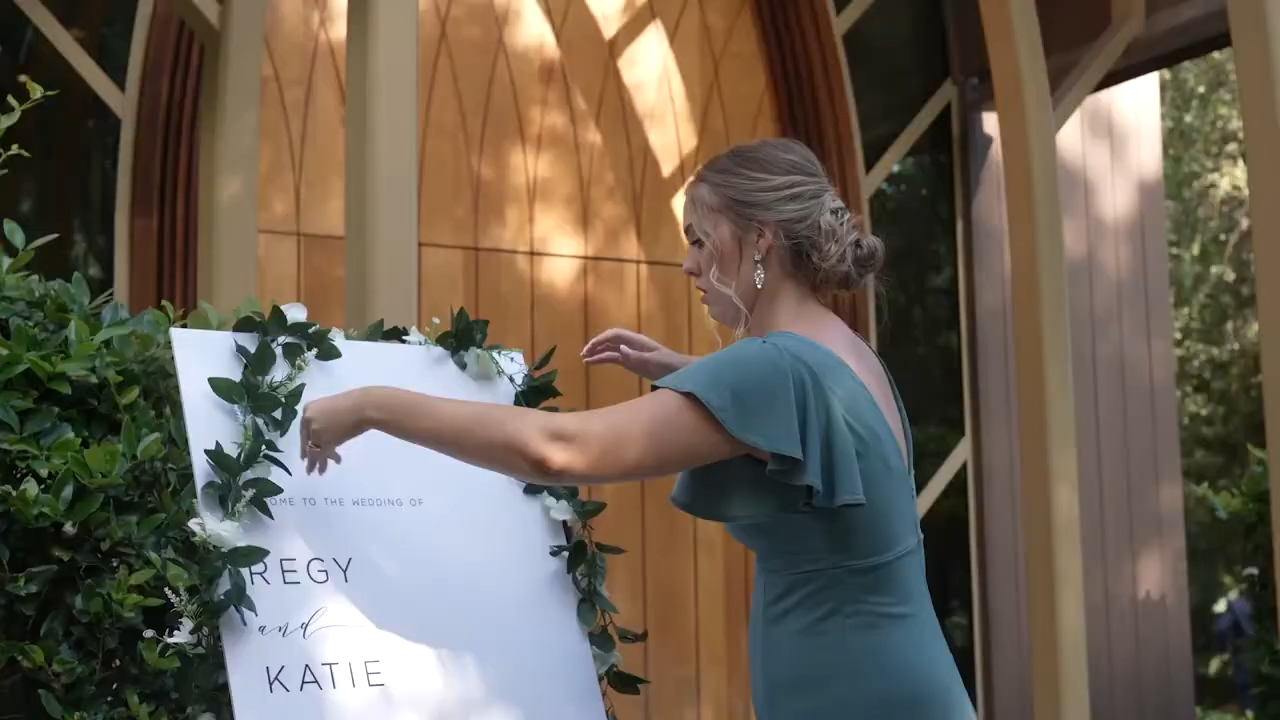 OME TO THE WEDDING OF
REGY
and
KATIE